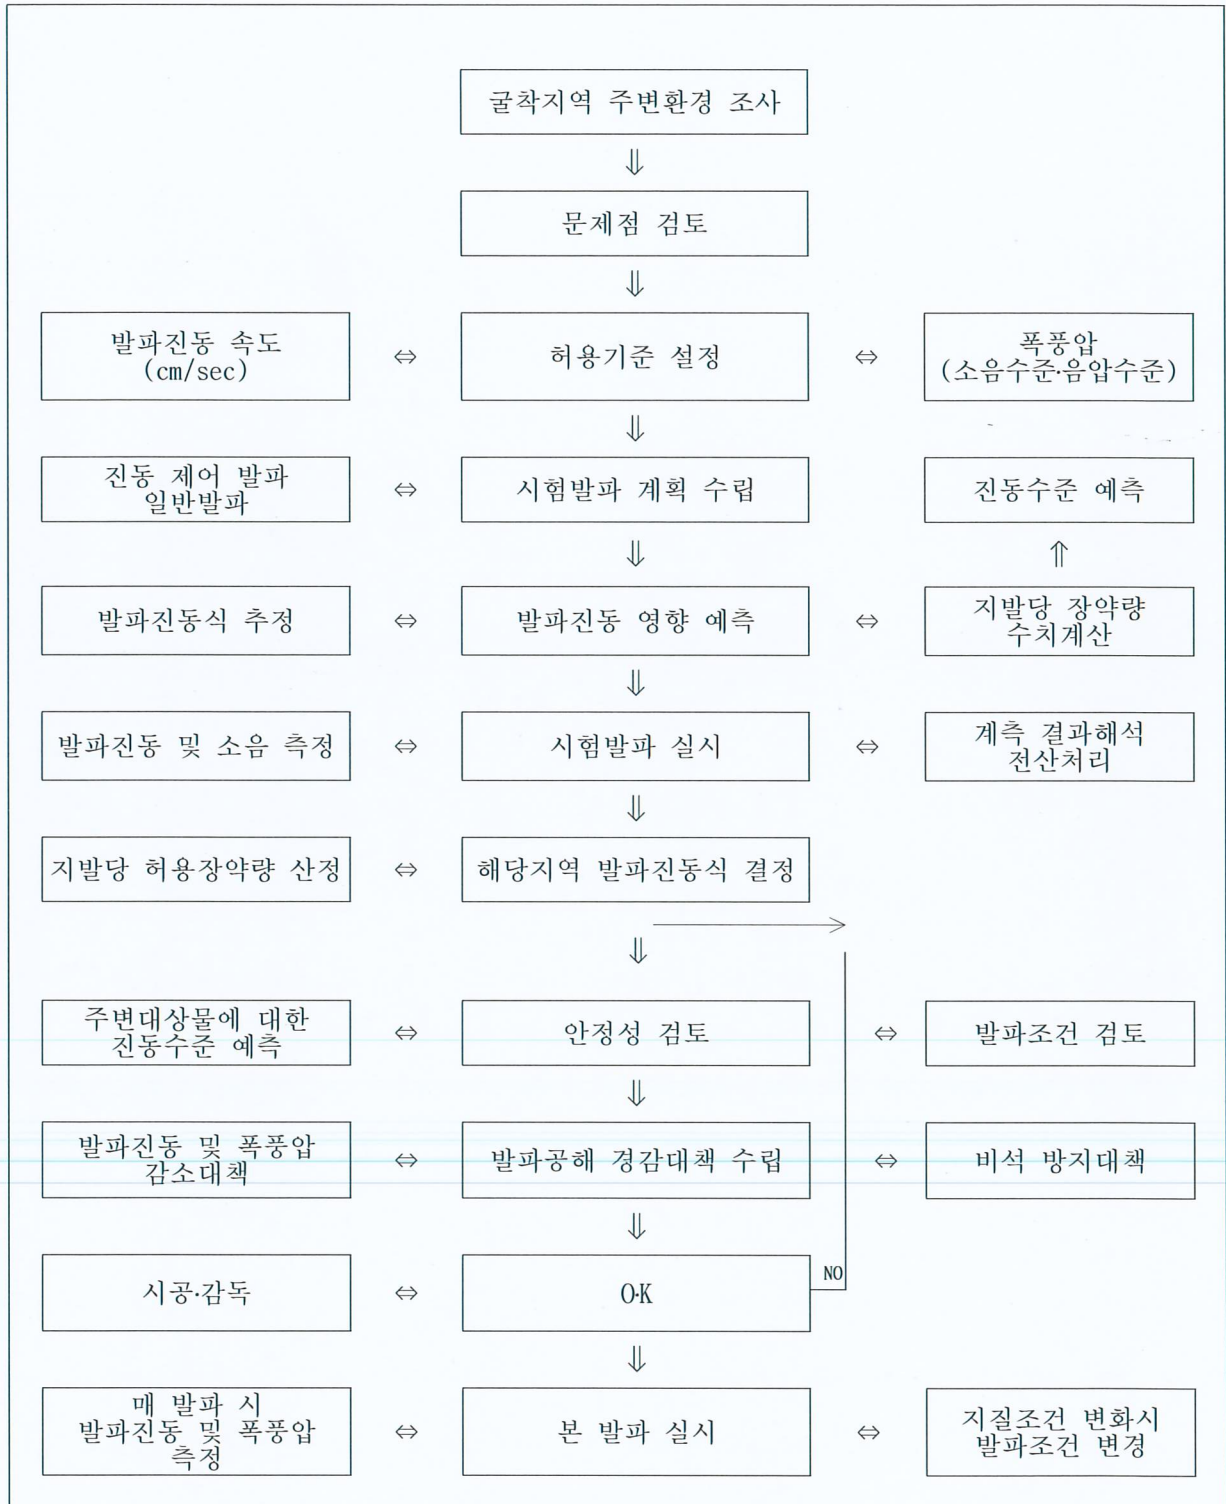 굴착지역 주변환경 조사
⇓
문제점 검토
⇓
발파진동 속도
(cm/sec)
⇔
허용기준 설정
⇔
폭풍압
(소음수준·음압수준)
⇓
진동 제어 발파
일반발파
⇔
시험발파 계획 수립
진동수준 예측
⇓
⇑
발파진동식 추정
⇔
발파진동 영향 예측
⇔
지발당 장약량
수치계산
⇓
발파진동 및 소음 측정
⇔
시험발파 실시
⇔
계측 결과해석
전산처리
⇓
지발당 허용장약량 산정
⇔
해당지역 발파진동식 결정
⇓
주변대상물에 대한
진동수준 예측
⇔
안정성 검토
⇔
발파조건 검토
⇓
발파진동 및 폭풍압
감소대책
⇔
발파공해 경감대책 수립
⇔
비석 방지대책
⇓
시공·감독
⇔
O·K
NO
⇓
매 발파 시
발파진동 및 폭풍압
측정
⇔
본 발파 실시
⇔
지질조건 변화시
발파조건 변경